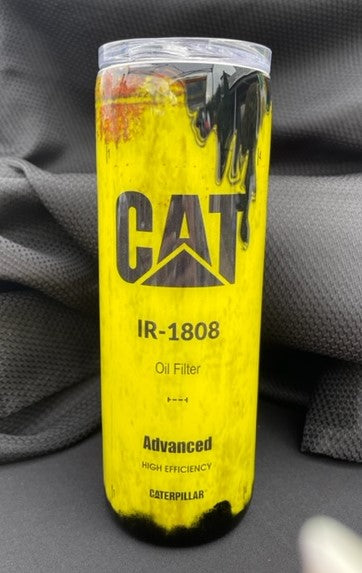 CAT
IR-1808
Oil Filter
Advanced
HIGH EFFICIENCY
CATERPILLAR